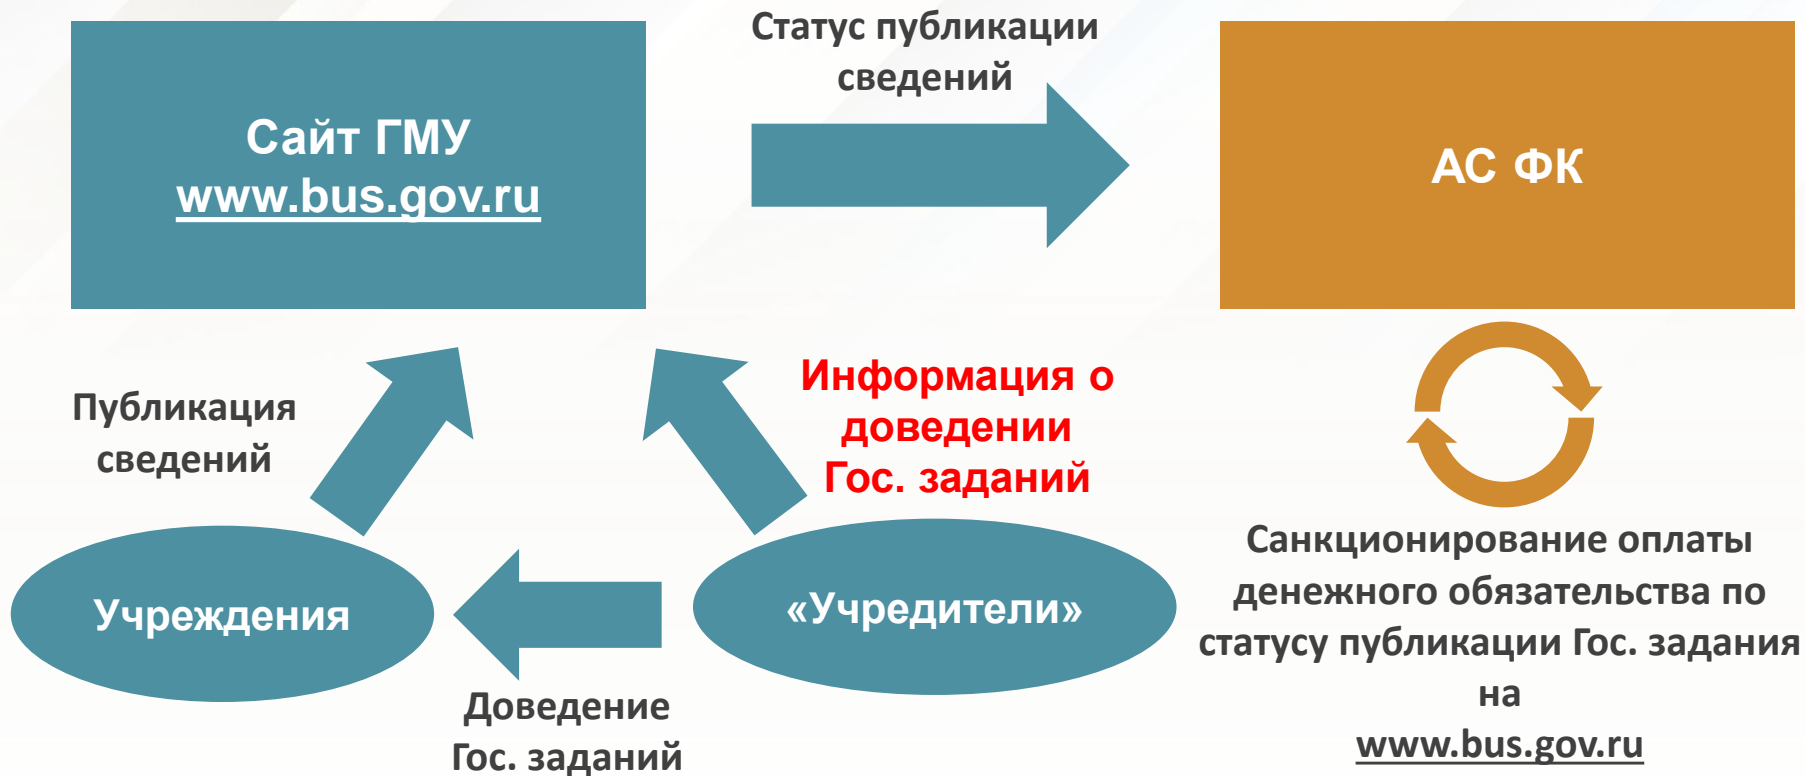 Статус публикации
сведений
Сайт ГМУ
www.bus.gov.ru
АС ФК
Публикация
сведений
Информация о
доведении
Гос. заданий
Учреждения
«Учредители»
Доведение
Гос. заданий
Санкционирование оплаты
денежного обязательства по
статусу публикации Гос. задания
на
www.bus.gov.ru